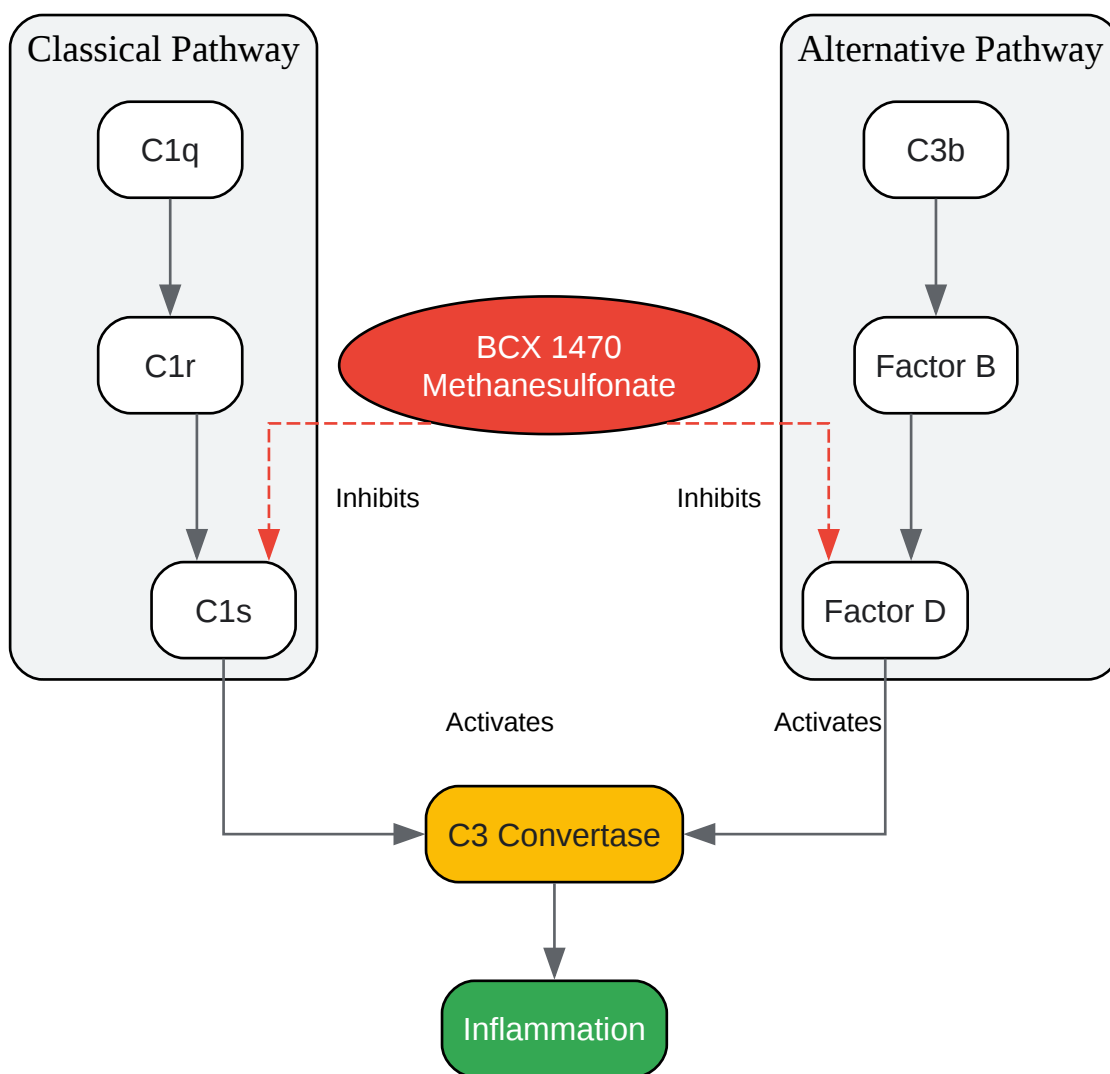 Classical Pathway
Alternative Pathway
C1q
C3b
BCX 1470
Methanesulfonate
C1r
Factor B
Inhibits
Inhibits
C1s
Factor D
Activates
Activates
C3 Convertase
Inflammation